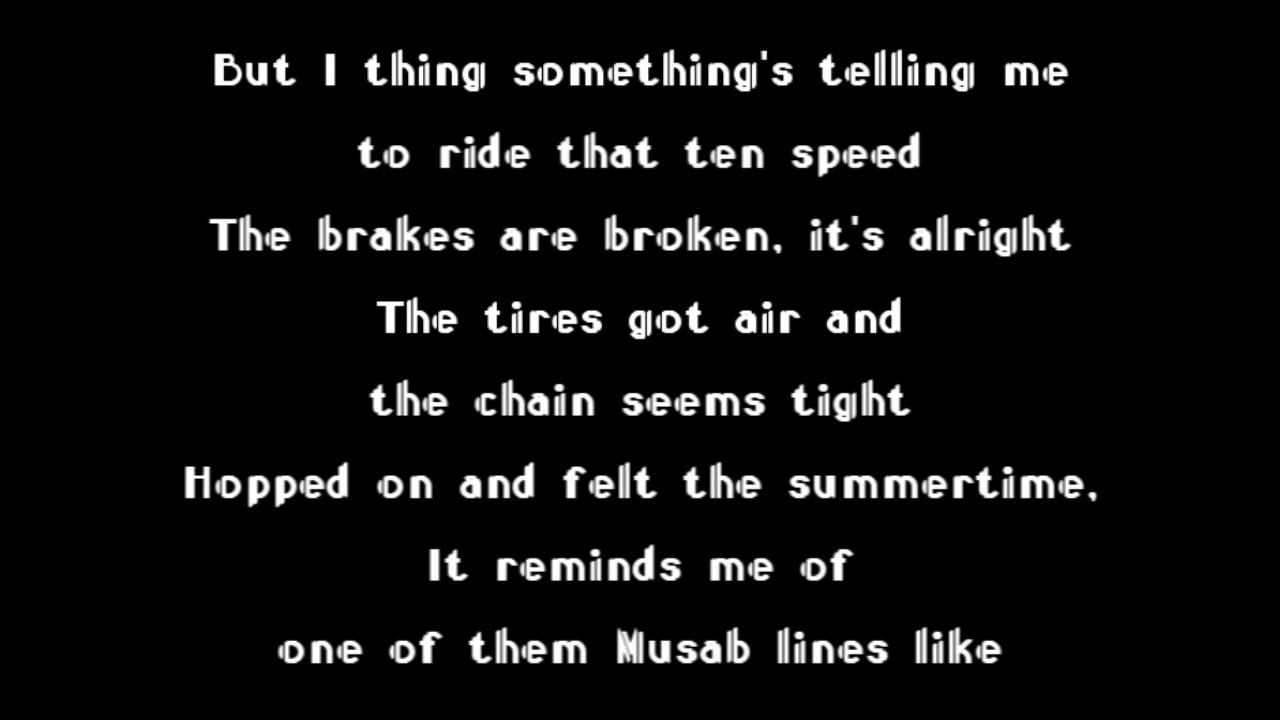 But I thing something's telling me
to ride that ten speed
The brakes are broken, it's alright
The tires got air and
the chain seems tight
Hopped on and felt the summertime,
It reminds me of
one of them Musab lines like